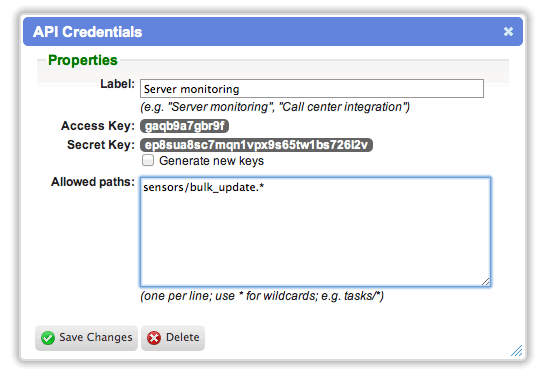 API Credentials
Properties
Label: Server monitoring
(e.g. "Server monitoring", "Call center integration")
Access Key: gaqb9a7gbr9f
Secret Key: ep8sua8sc7mqn1vpx9s65tw1bs726l2v
Generate new keys
Allowed paths: sensors/bulk_update.*
(one per line; use * for wildcards; e.g. tasks/*)
Save Changes Delete